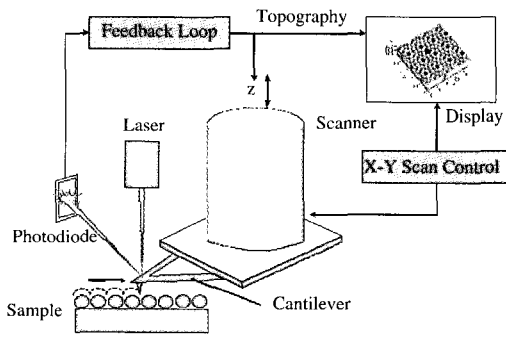 Topography
Feedback Loop
z
Laser
Scanner
Display
X-Y Scan Control
Photodiode
Sample
Cantilever